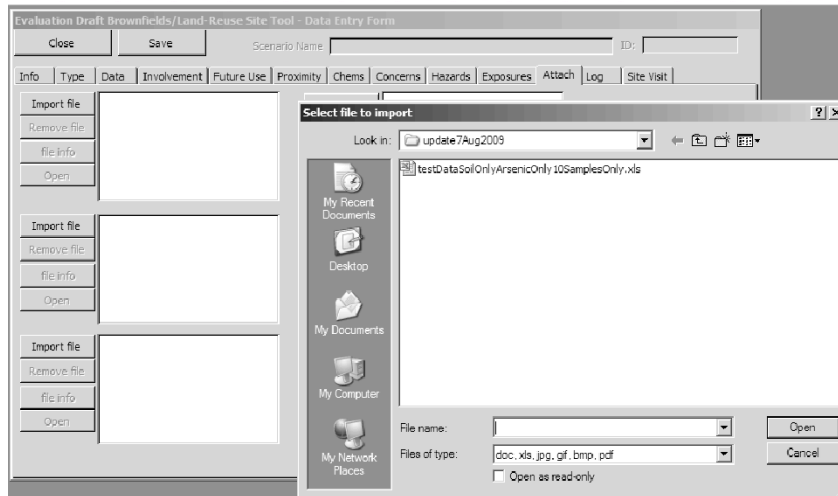 Evaluation Draft Brownfields/Land-Reuse Site Tool - Data Entry Form
Close Save Scenario Name ID:
Info Type Data Involvement Future Use Proximity Chems Concerns Hazards Exposures Attach Log Site Visit
Import file
Remove file
file info
Open
Import file
Remove file
file info
Open
Import file
Remove file
file info
Open
Select file to import
Look in: update7Aug2009
testDataSoilOnlyArsenicOnly10SamplesOnly.xls
My Recent
Documents
Desktop
My Documents
My Computer
My Network
Places
File name: Open
Files of type: doc, xls, jpg, gif, bmp, pdf Cancel
Open as read-only